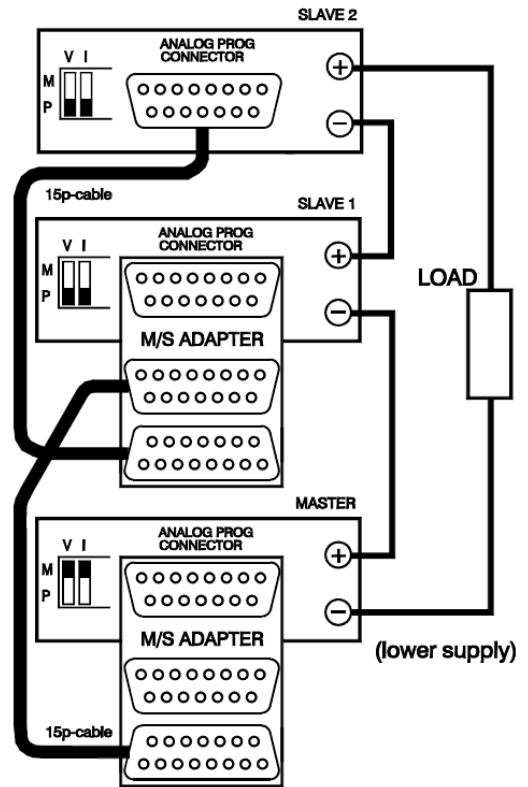 SLAVE 2
ANALOG PROG
CONNECTOR
V I
M
P
+
−
15p-cable
SLAVE 1
ANALOG PROG
CONNECTOR
V I
M
P
+
−
M/S ADAPTER
LOAD
MASTER
ANALOG PROG
CONNECTOR
V I
M
P
+
−
M/S ADAPTER
(lower supply)
15p-cable